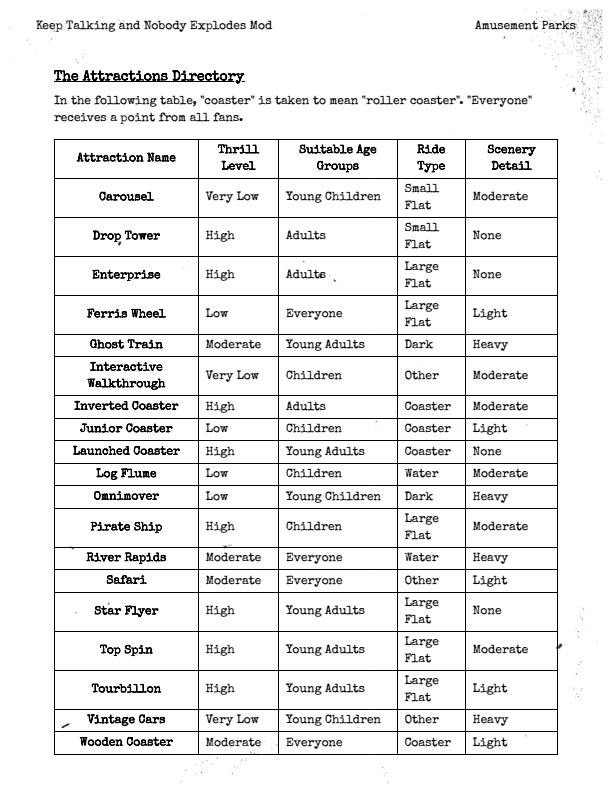 Keep Talking and Nobody Explodes Mod Amusement Parks
The Attractions Directory
In the following table, "coaster" is taken to mean "roller coaster". "Everyone"
receives a point from all fans.
Attraction Name Thrill Level Suitable Age Groups Ride Type Scenery Detail
Carousel Very Low Young Children Small Flat Moderate
Drop Tower High Adults Small Flat None
Enterprise High Adults Large Flat None
Ferris Wheel Low Everyone Large Flat Light
Ghost Train Moderate Young Adults Dark Heavy
Interactive Walkthrough Very Low Children Other Moderate
Inverted Coaster High Adults Coaster Moderate
Junior Coaster Low Children Coaster Light
Launched Coaster High Young Adults Coaster None
Log Flume Low Children Water Moderate
Omnimover Low Young Children Dark Heavy
Pirate Ship High Children Large Flat Moderate
River Rapids Moderate Everyone Water Heavy
Safari Moderate Everyone Other Light
Star Flyer High Young Adults Large Flat None
Top Spin High Young Adults Large Flat Moderate
Tourbillon High Young Adults Large Flat Light
Vintage Cars Very Low Young Children Other Heavy
Wooden Coaster Moderate Everyone Coaster Light